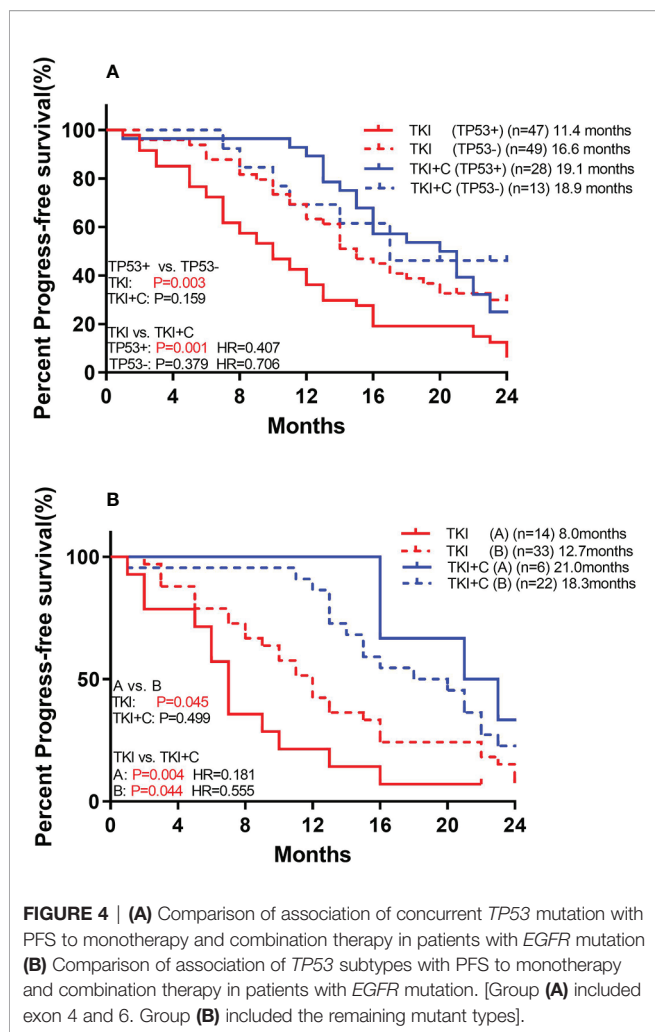 A
Percent Progress-free survival(%)
100
80
60
40
20
0
TKI (TP53+) (n=47) 11.4 months
TKI (TP53-) (n=49) 16.6 months
TKI+C (TP53+) (n=28) 19.1 months
TKI+C (TP53-) (n=13) 18.9 months
TP53+ vs. TP53-
TKI: P=0.003
TKI+C: P=0.159
TKI vs. TKI+C
TP53+: P=0.001 HR=0.407
TP53-: P=0.379 HR=0.706
0 4 8 12 16 20 24
Months
B
Percent Progress-free survival(%)
100
50
0
TKI (A) (n=14) 8.0months
TKI (B) (n=33) 12.7months
TKI+C (A) (n=6) 21.0months
TKI+C (B) (n=22) 18.3months
A vs. B
TKI: P=0.045
TKI+C: P=0.499
TKI vs. TKI+C
A: P=0.004 HR=0.181
B: P=0.044 HR=0.555
0 4 8 12 16 20 24
Months
FIGURE 4 | (A) Comparison of association of concurrent TP53 mutation with
PFS to monotherapy and combination therapy in patients with EGFR mutation
(B) Comparison of association of TP53 subtypes with PFS to monotherapy
and combination therapy in patients with EGFR mutation. [Group (A) included
exon 4 and 6. Group (B) included the remaining mutant types].